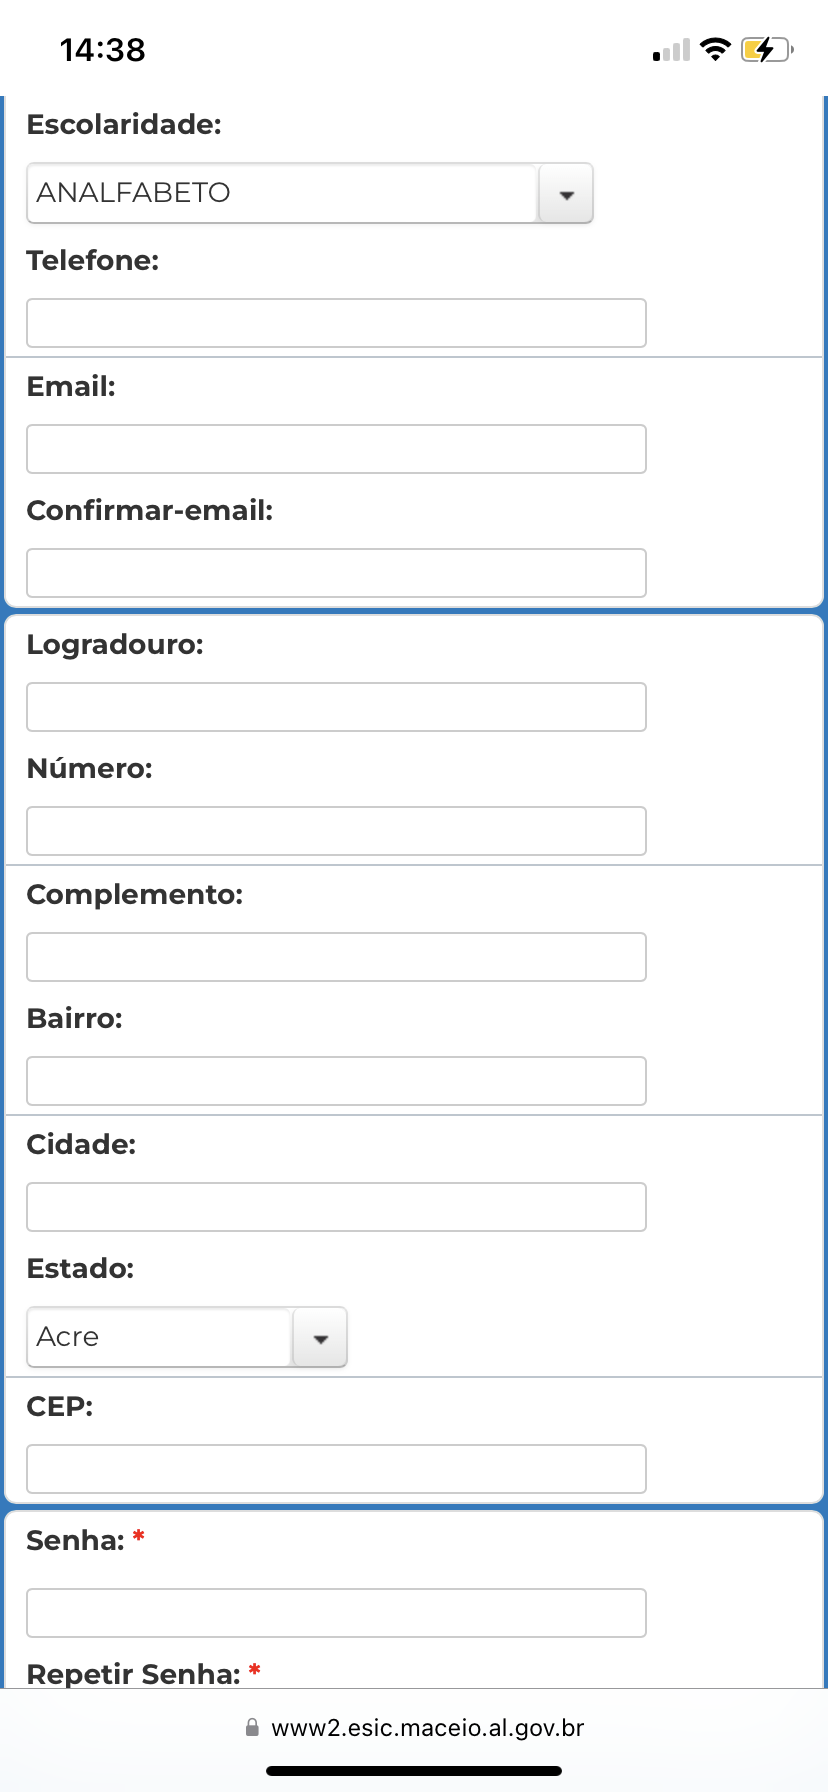 14:38
Escolaridade:
ANALFABETO
Telefone:
Email:
Confirmar-email:
Logradouro:
Número:
Complemento:
Bairro:
Cidade:
Estado:
Acre
CEP:
Senha: *
Repetir Senha: *
www2.esic.maceio.al.gov.br